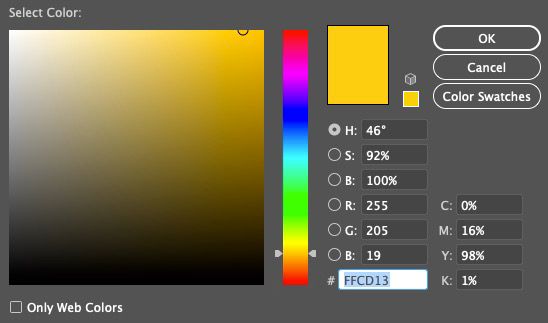 Select Color:
OK
Cancel
Color Swatches
H: 46°
S: 92%
B: 100%
R: 255 C: 0%
G: 205 M: 16%
B: 19 Y: 98%
# FFCD13 K: 1%
Only Web Colors